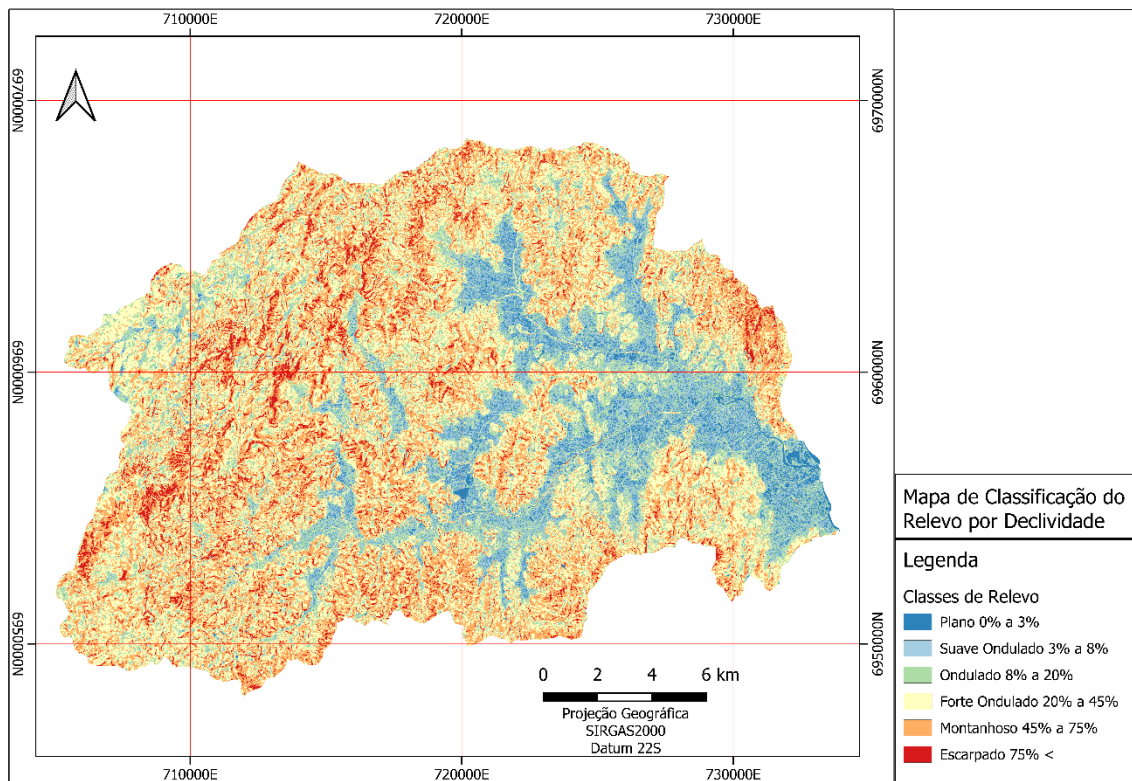 710000E
720000E
730000E
6970000N
6970000N
6960000N
6960000N
6950000N
6950000N
0 2 4 6 km
Projeção Geográfica
SIRGAS2000
Datum 22S
710000E
720000E
730000E
Mapa de Classificação do
Relevo por Declividade
Legenda
Classes de Relevo
Plano 0% a 3%
Suave Ondulado 3% a 8%
Ondulado 8% a 20%
Forte Ondulado 20% a 45%
Montanhoso 45% a 75%
Escarpado 75% <